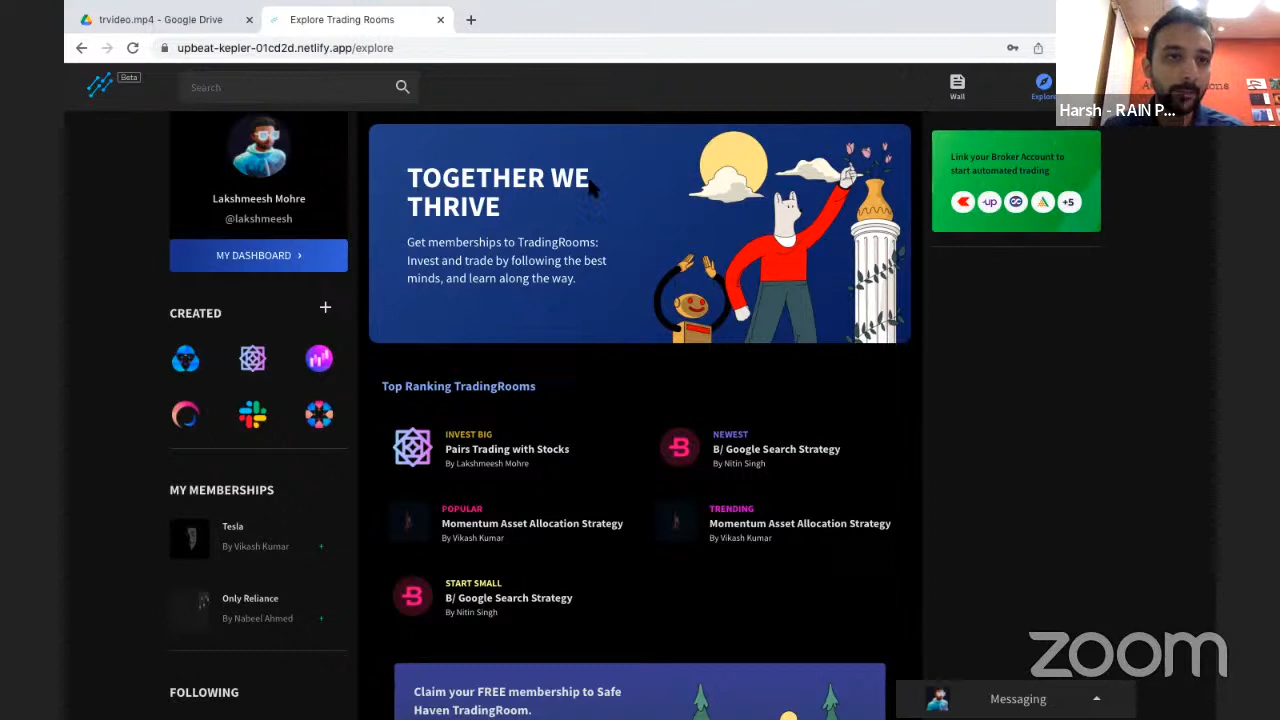 trvideo.mp4 - Google Drive
Explore Trading Rooms
upbeat-kepler-01cd2d.netlify.app/explore
Beta
Search
Wall
Explore
Harsh - RAIN P...
Lakshmeesh Mohre
@lakshmeesh
MY DASHBOARD
TOGETHER WE
THRIVE
Get memberships to TradingRooms:
Invest and trade by following the best
minds, and learn along the way.
Link your Broker Account to
start automated trading
up
+5
CREATED
MY MEMBERSHIPS
Tesla
By Vikash Kumar
Only Reliance
By Nabeel Ahmed
FOLLOWING
Top Ranking TradingRooms
INVEST BIG
Pairs Trading with Stocks
By Lakshmeesh Mohre
NEWEST
B/ Google Search Strategy
By Nitin Singh
POPULAR
Momentum Asset Allocation Strategy
By Vikash Kumar
TRENDING
Momentum Asset Allocation Strategy
By Vikash Kumar
START SMALL
B/ Google Search Strategy
By Nitin Singh
Claim your FREE membership to Safe
Haven TradingRoom.
Messaging
zoom